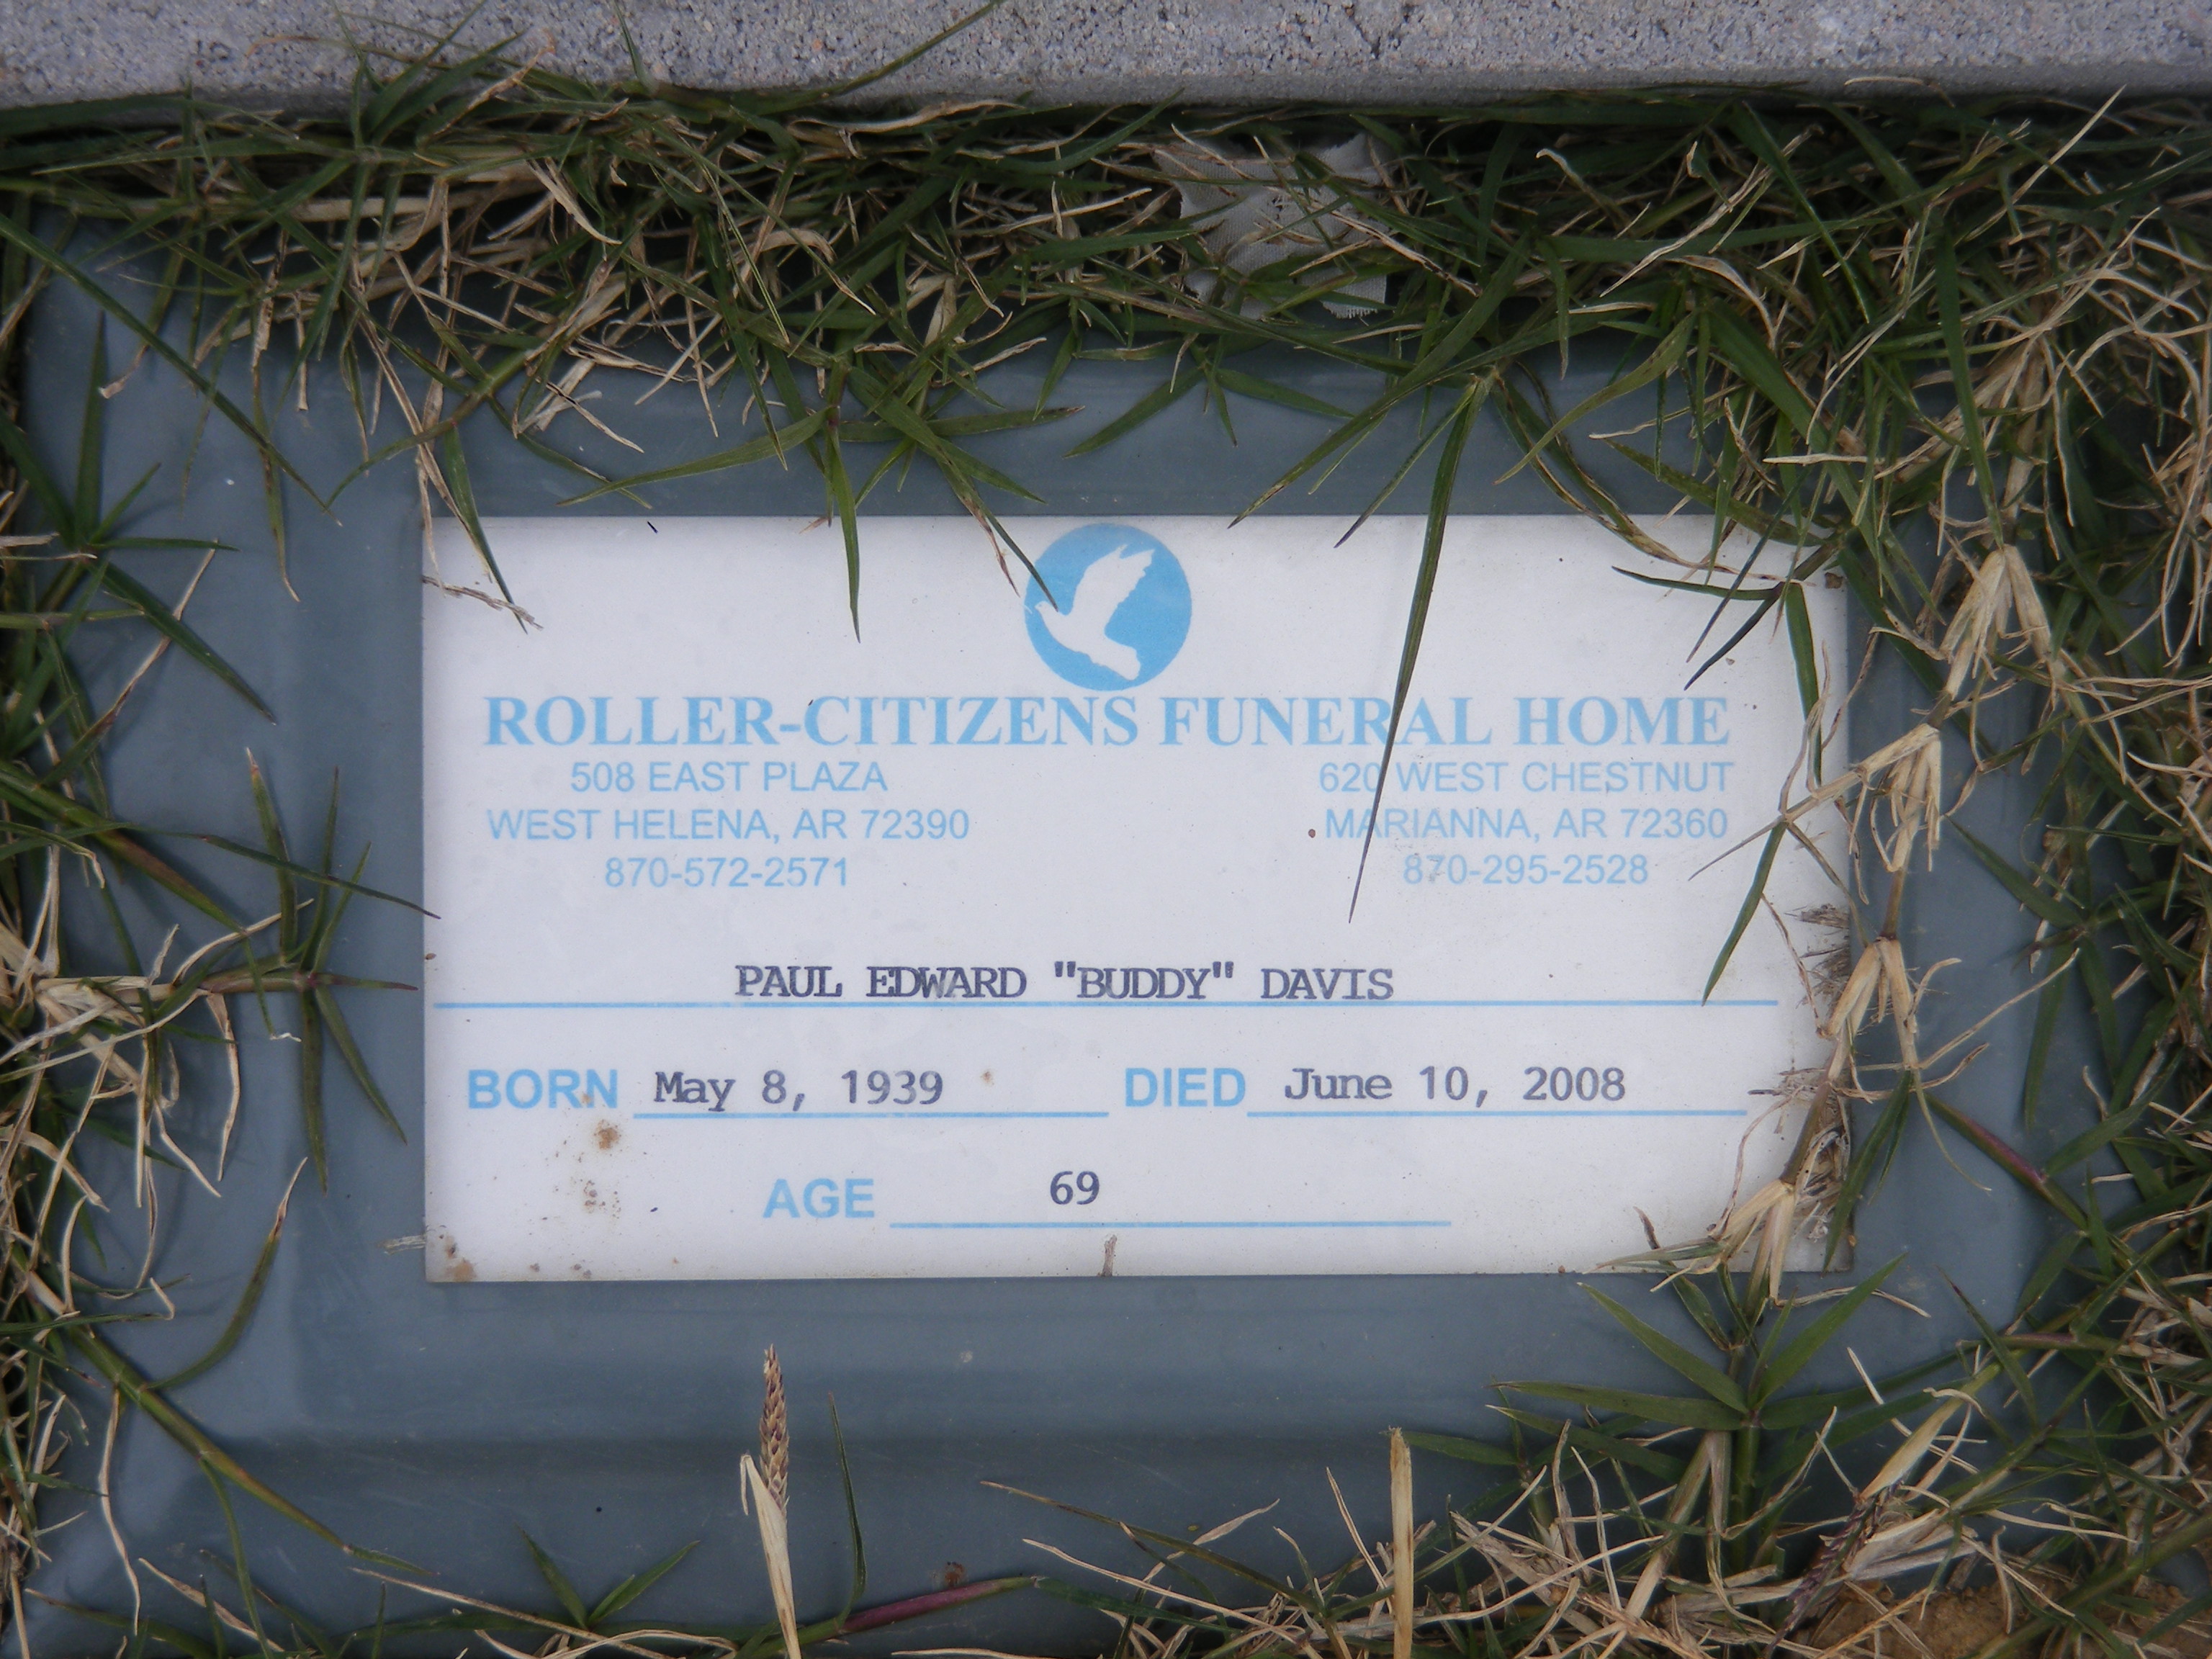 ROLLER-CITIZENS FUNERAL HOME
508 EAST PLAZA
WEST HELENA, AR 72390
870-572-2571
620 WEST CHESTNUT
MARIANNA, AR 72360
870-295-2528
PAUL EDWARD "BUDDY" DAVIS
BORN May 8, 1939 DIED June 10, 2008
AGE 69